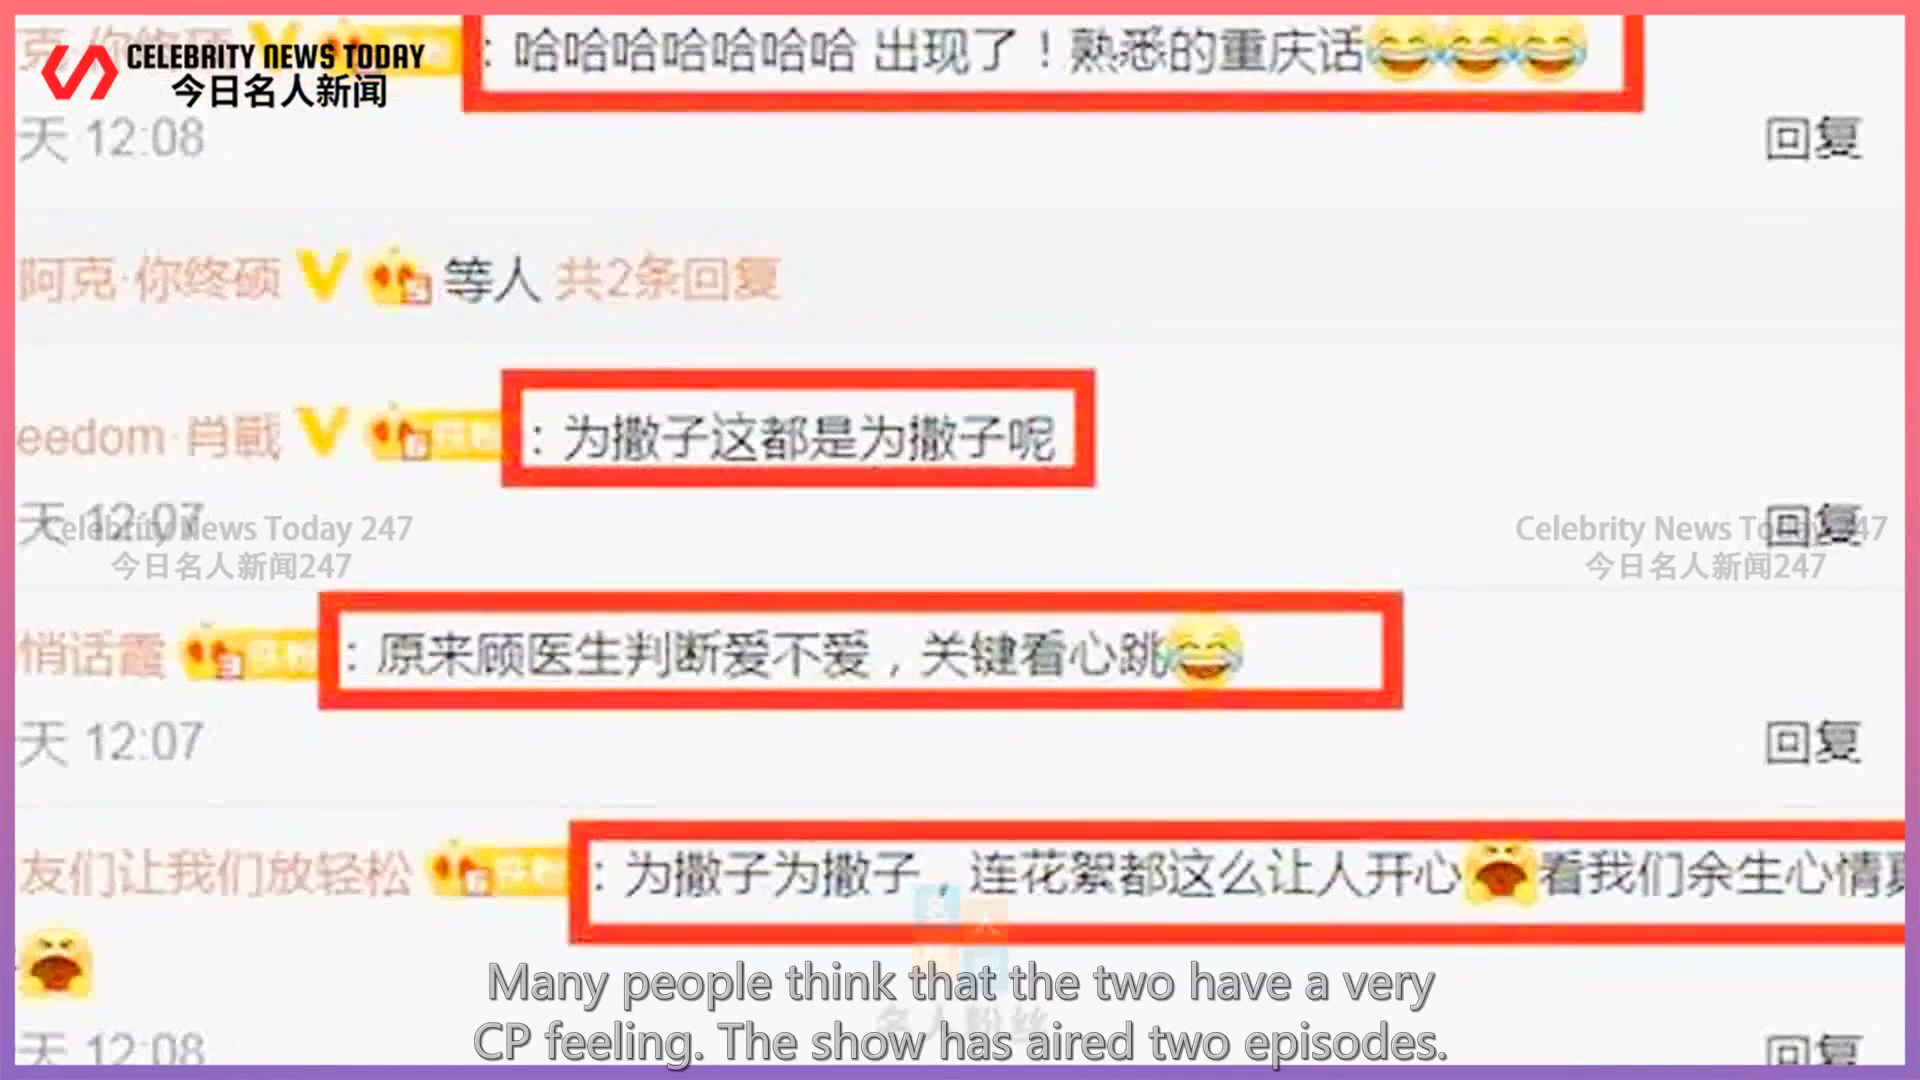 CELEBRITY NEWS TODAY
今日名人新闻
：哈哈哈哈哈哈哈 出现了！熟悉的重庆话
天 12:08
回复
阿克·你终硕 等人 共2条回复
eedom·肖戬 ：为撒子这都是为撒子呢
天 12:07
回复
Celebrity News Today 247
今日名人新闻247
Celebrity News Today 247
今日名人新闻247
悄话霞 ：原来顾医生判断爱不爱，关键看心跳
天 12:07
回复
友们让我们放轻松 ：为撒子为撒子，连花絮都这么让人开心 看我们余生心情真
Many people think that the two have a very
CP feeling. The show has aired two episodes.
天 12:08
回复